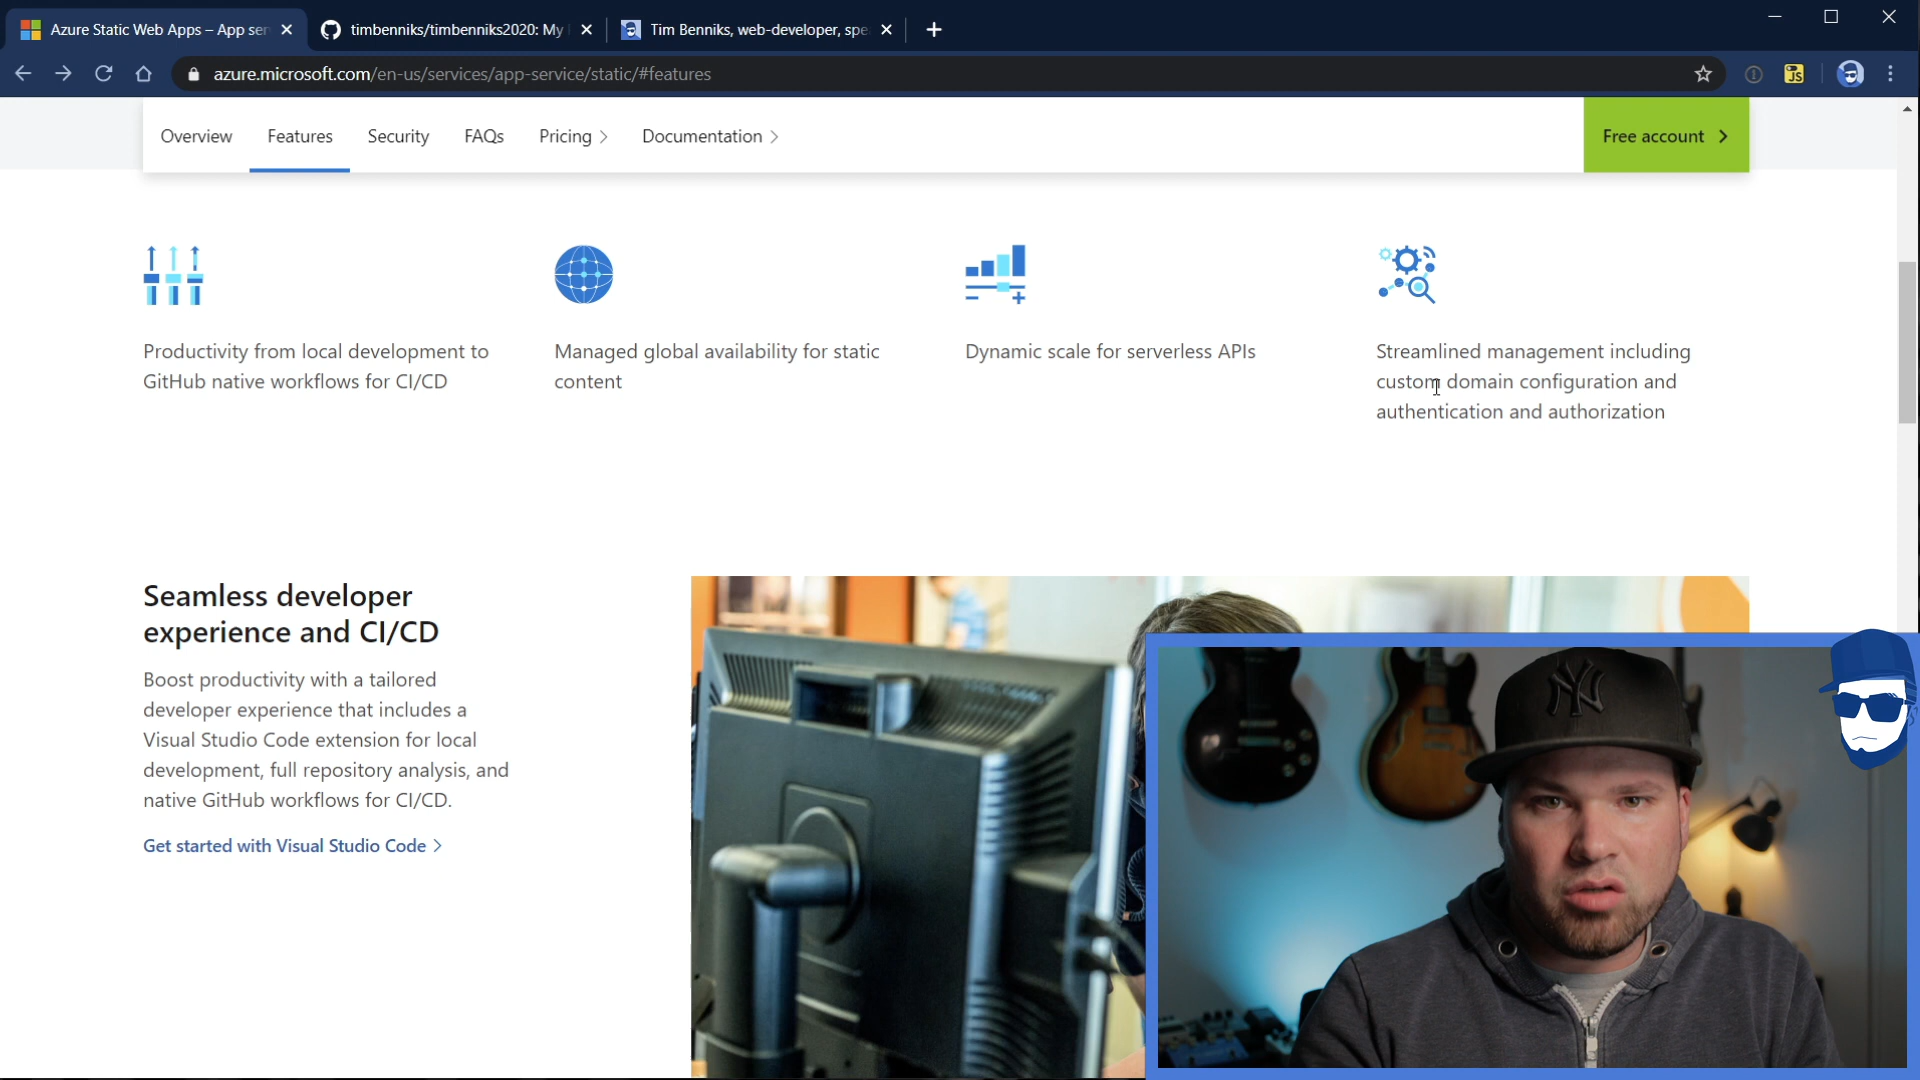 Azure Static Web Apps – App ser
timbenniks/timbenniks2020: My
Tim Benniks, web-developer, spe
azure.microsoft.com/en-us/services/app-service/static/#features
JS
Overview
Features
Security
FAQs
Pricing
Documentation
Free account
Productivity from local development to
GitHub native workflows for CI/CD
Managed global availability for static
content
Dynamic scale for serverless APIs
Streamlined management including
custom domain configuration and
authentication and authorization
Seamless developer
experience and CI/CD
Boost productivity with a tailored
developer experience that includes a
Visual Studio Code extension for local
development, full repository analysis, and
native GitHub workflows for CI/CD.
Get started with Visual Studio Code
NY